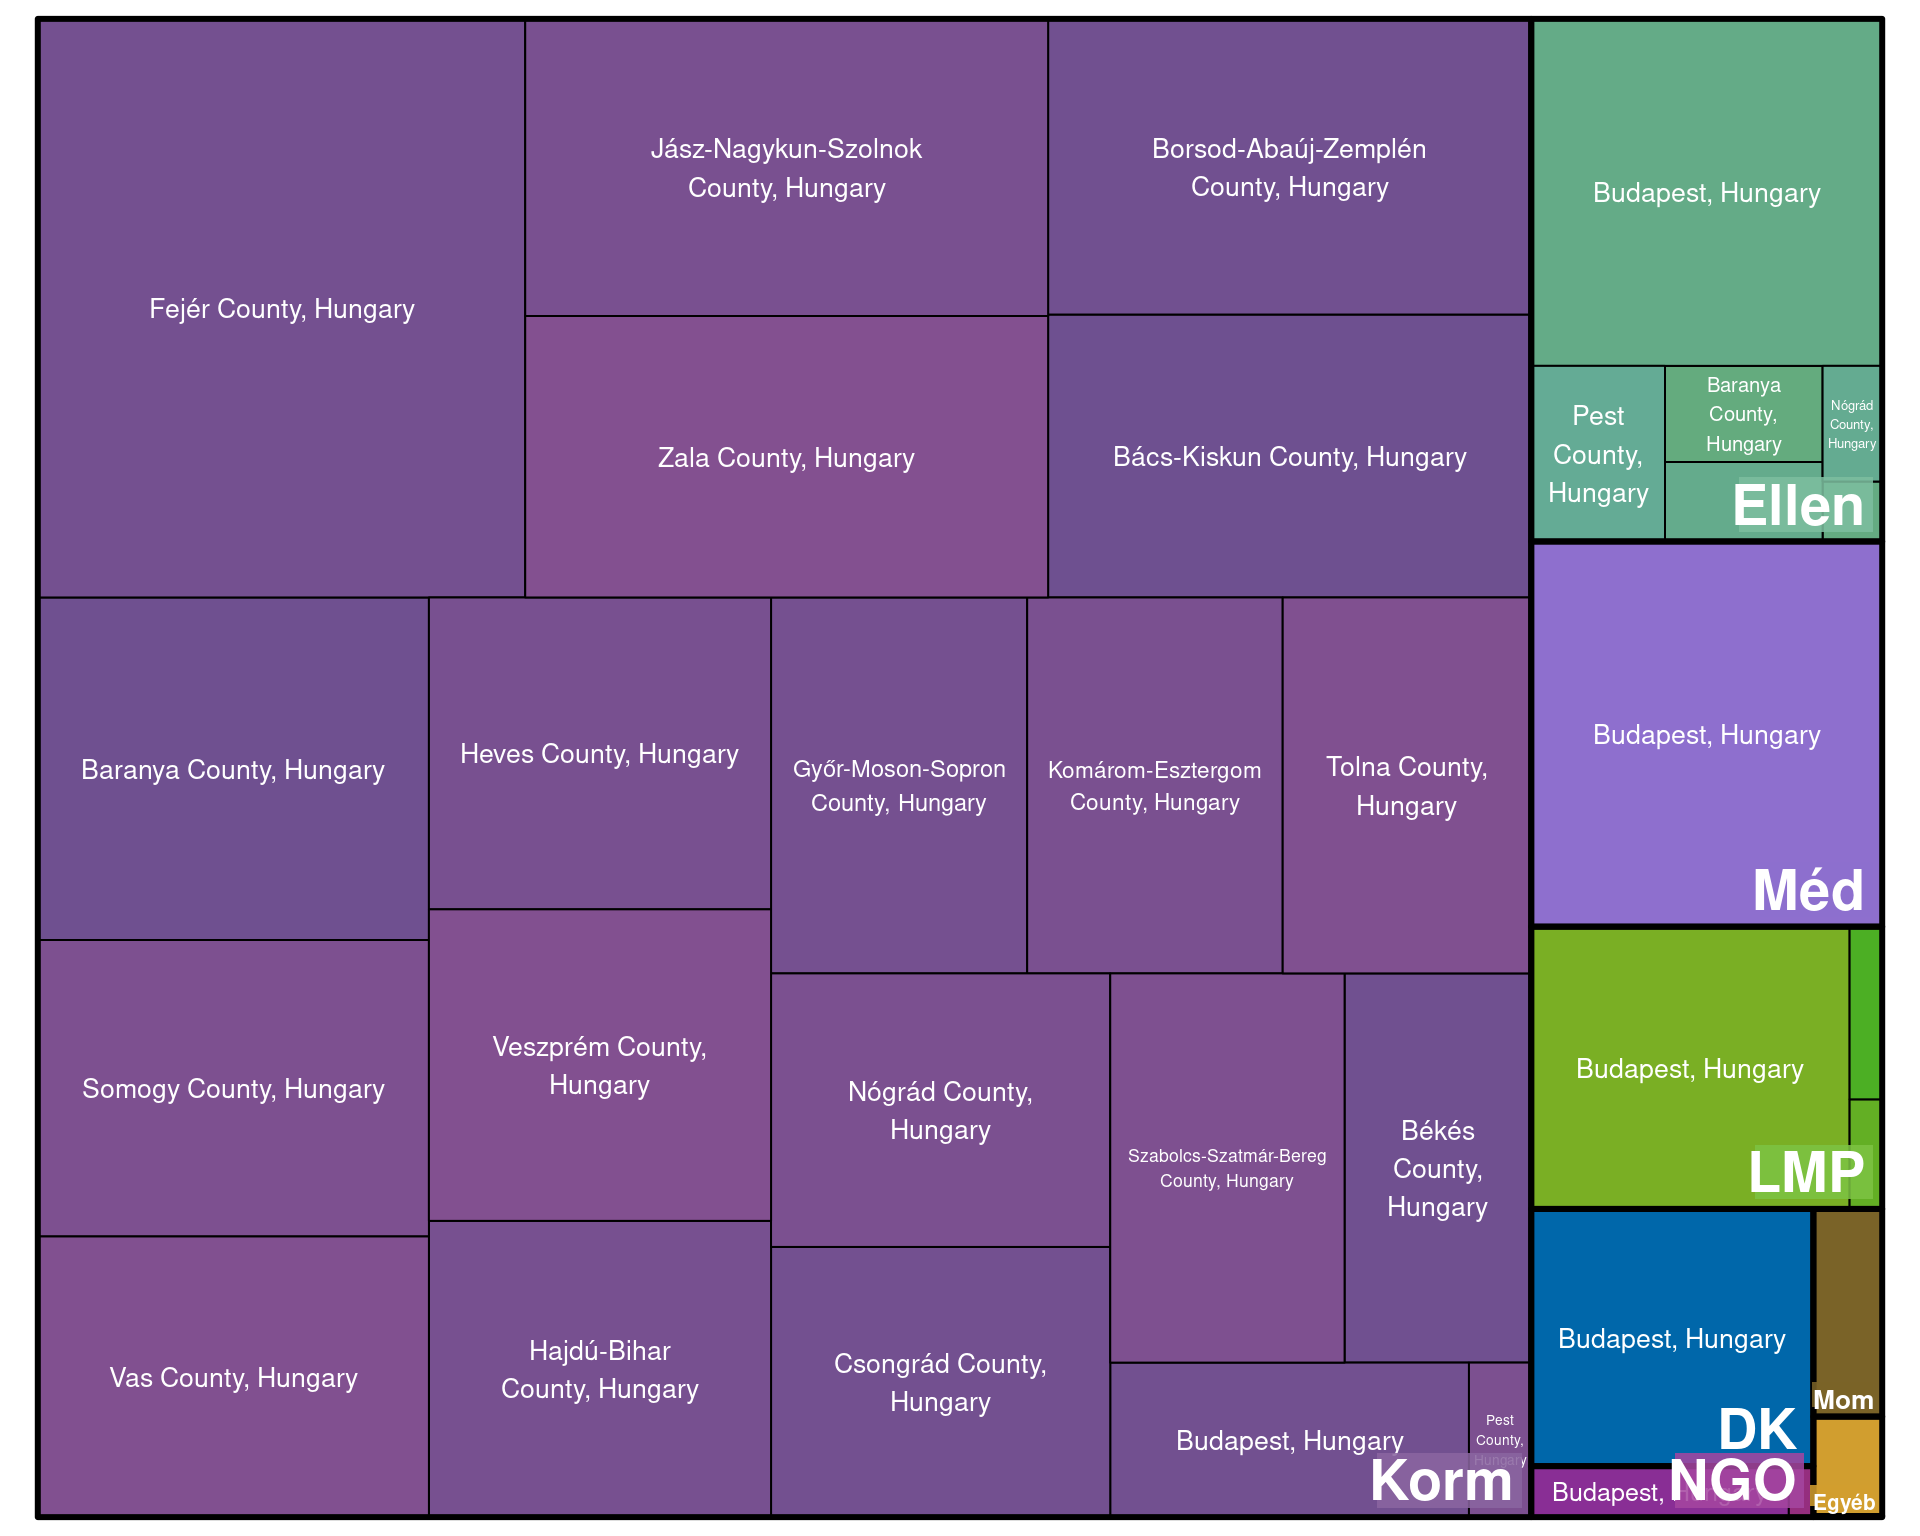 Fejér County, Hungary
Jász-Nagykun-Szolnok
County, Hungary
Borsod-Abaúj-Zemplén
County, Hungary
Zala County, Hungary
Bács-Kiskun County, Hungary
Baranya County, Hungary
Heves County, Hungary
Győr-Moson-Sopron
County, Hungary
Komárom-Esztergom
County, Hungary
Tolna County,
Hungary
Somogy County, Hungary
Veszprém County,
Hungary
Nógrád County,
Hungary
Szabolcs-Szatmár-Bereg
County, Hungary
Békés
County,
Hungary
Vas County, Hungary
Hajdú-Bihar
County, Hungary
Csongrád County,
Hungary
Budapest, Hungary
Pest
County,
Hungary
Korm
Budapest, Hungary
Pest
County,
Hungary
Baranya
County,
Hungary
Nógrád
County,
Hungary
Ellen
Budapest, Hungary
Méd
Budapest, Hungary
LMP
Budapest, Hungary
DK
Mom
Budapest, Hungary
NGO
Egyéb